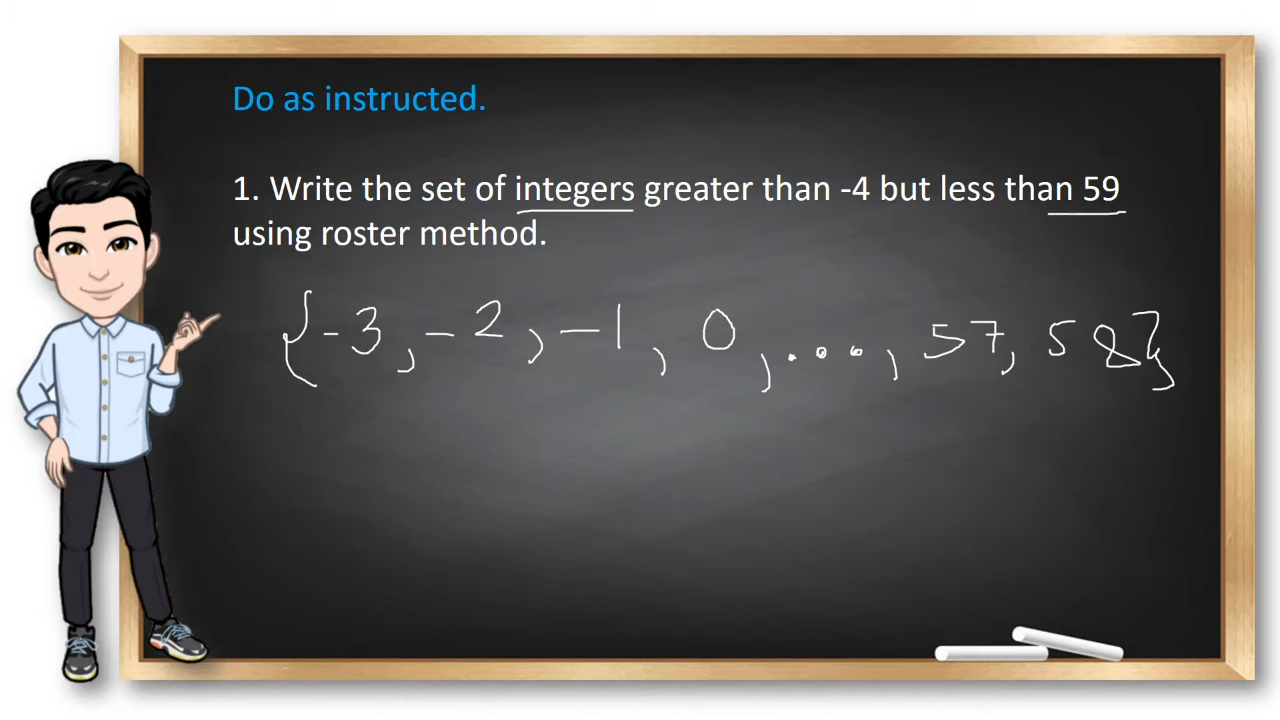 Do as instructed.
1. Write the set of integers greater than -4 but less than 59
using roster method.
{-3, -2, -1, 0, ..., 57, 58}